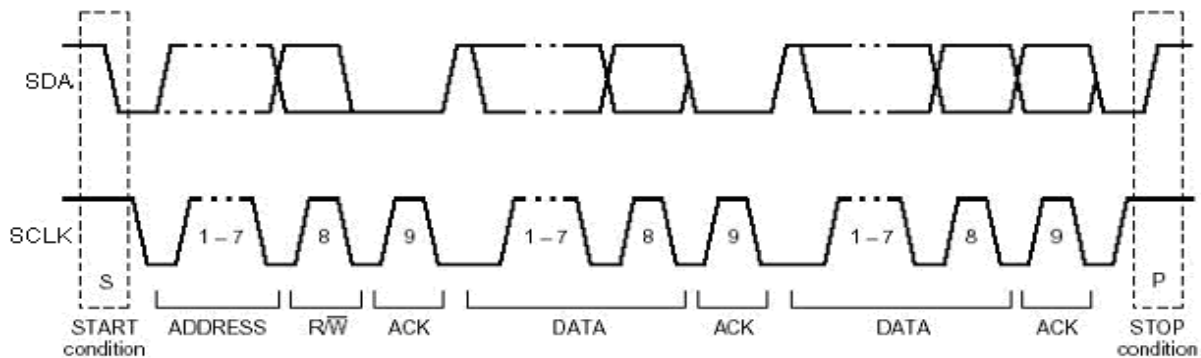 SDA
SCLK
1 – 7 8 9 1 – 7 8 9 1 – 7 8 9
S P
START ADDRESS R/W̅ ACK DATA ACK DATA ACK STOP
condition condition